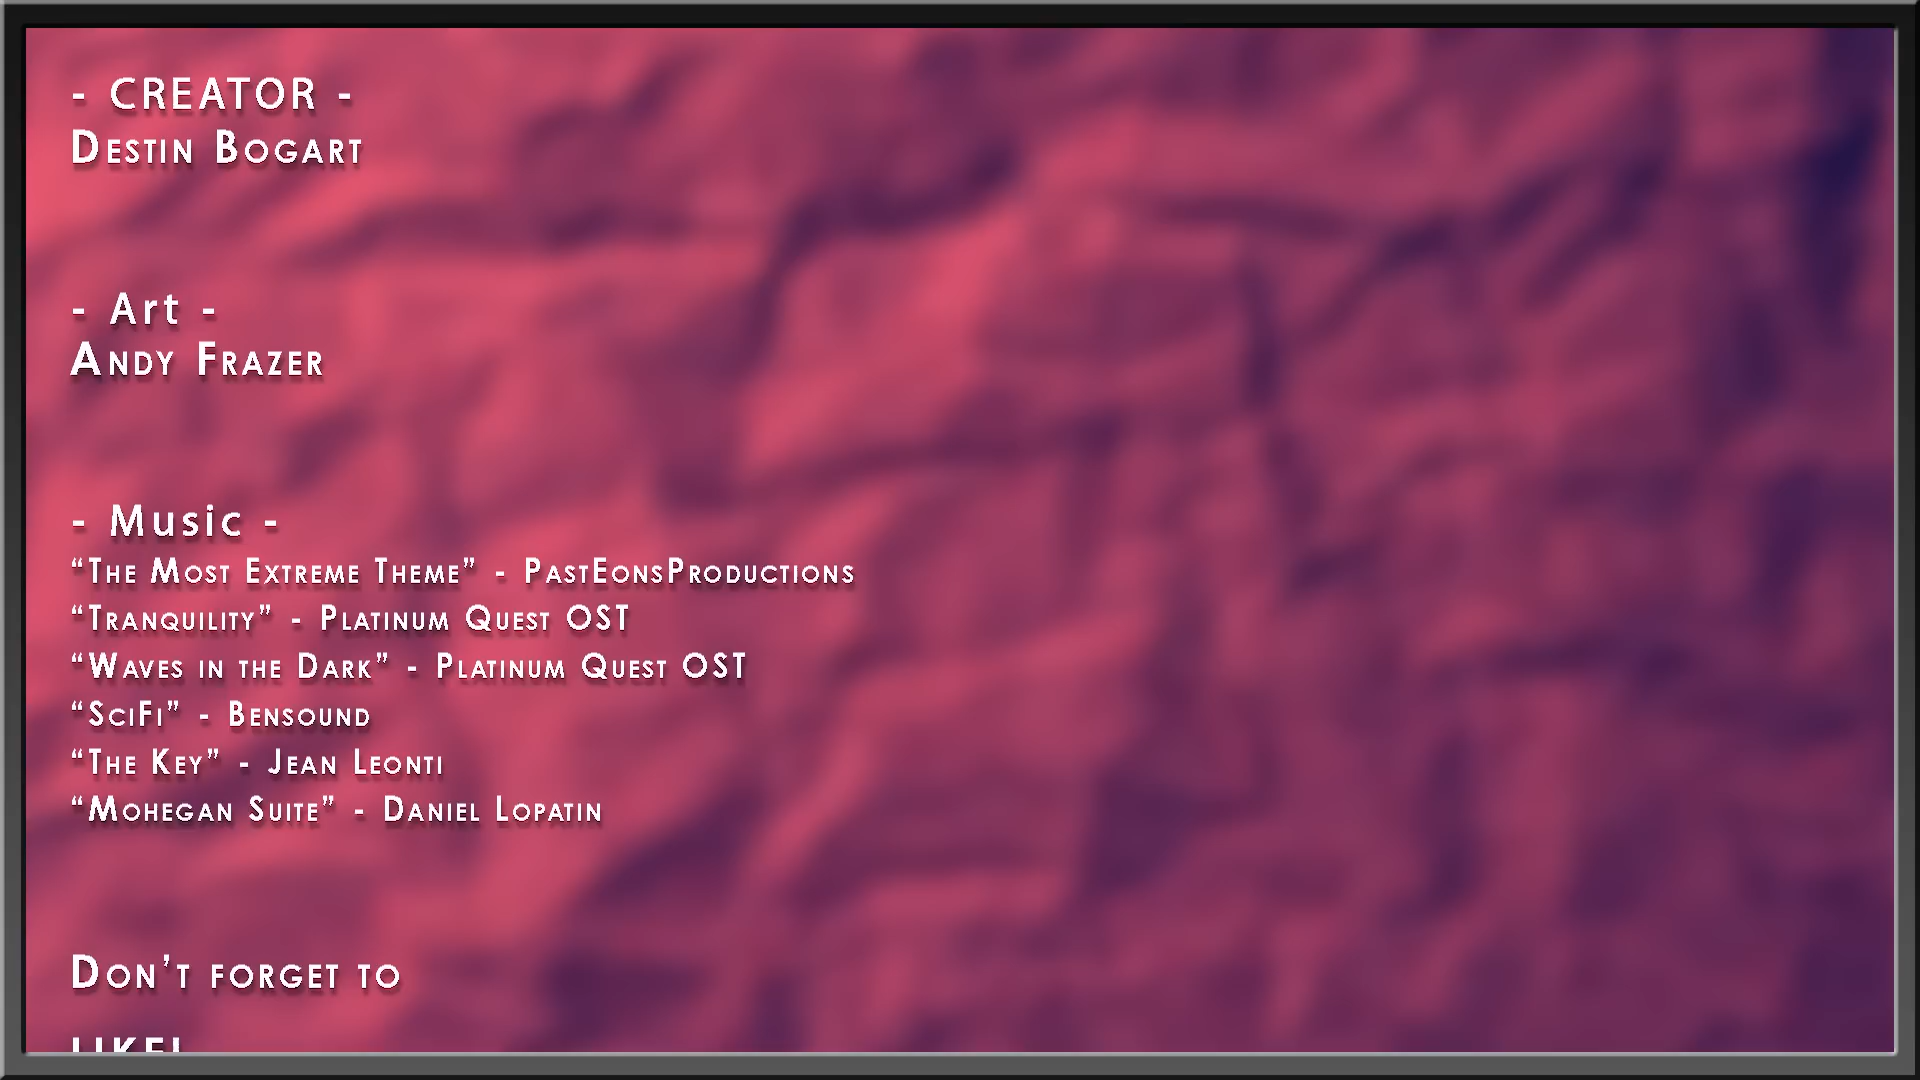 - CREATOR -
Destin Bogart
- Art -
Andy Frazer
- Music -
“The Most Extreme Theme” - PastEonsProductions
“Tranquility” - Platinum Quest OST
“Waves in the Dark” - Platinum Quest OST
“SciFi” - Bensound
“The Key” - Jean Leonti
“Mohegan Suite” - Daniel Lopatin
Don’t forget to
LIKE!